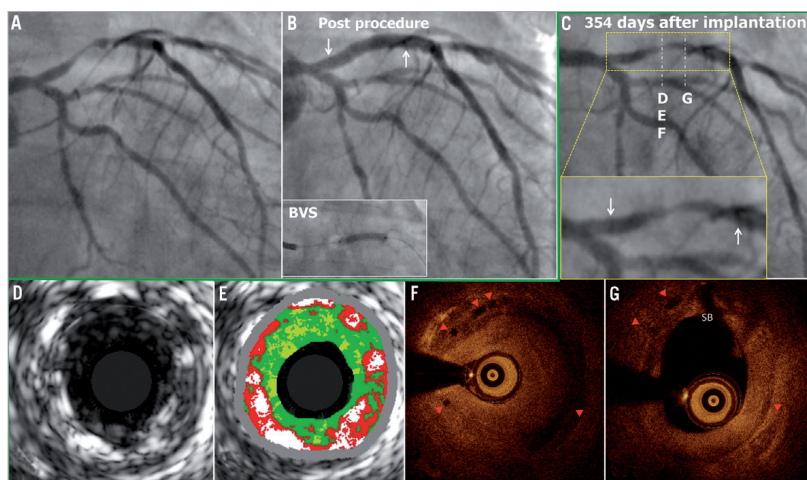 A
B
Post procedure
BVS
C
354 days after implantation
D
G
E
F
D
E
F
G
SB